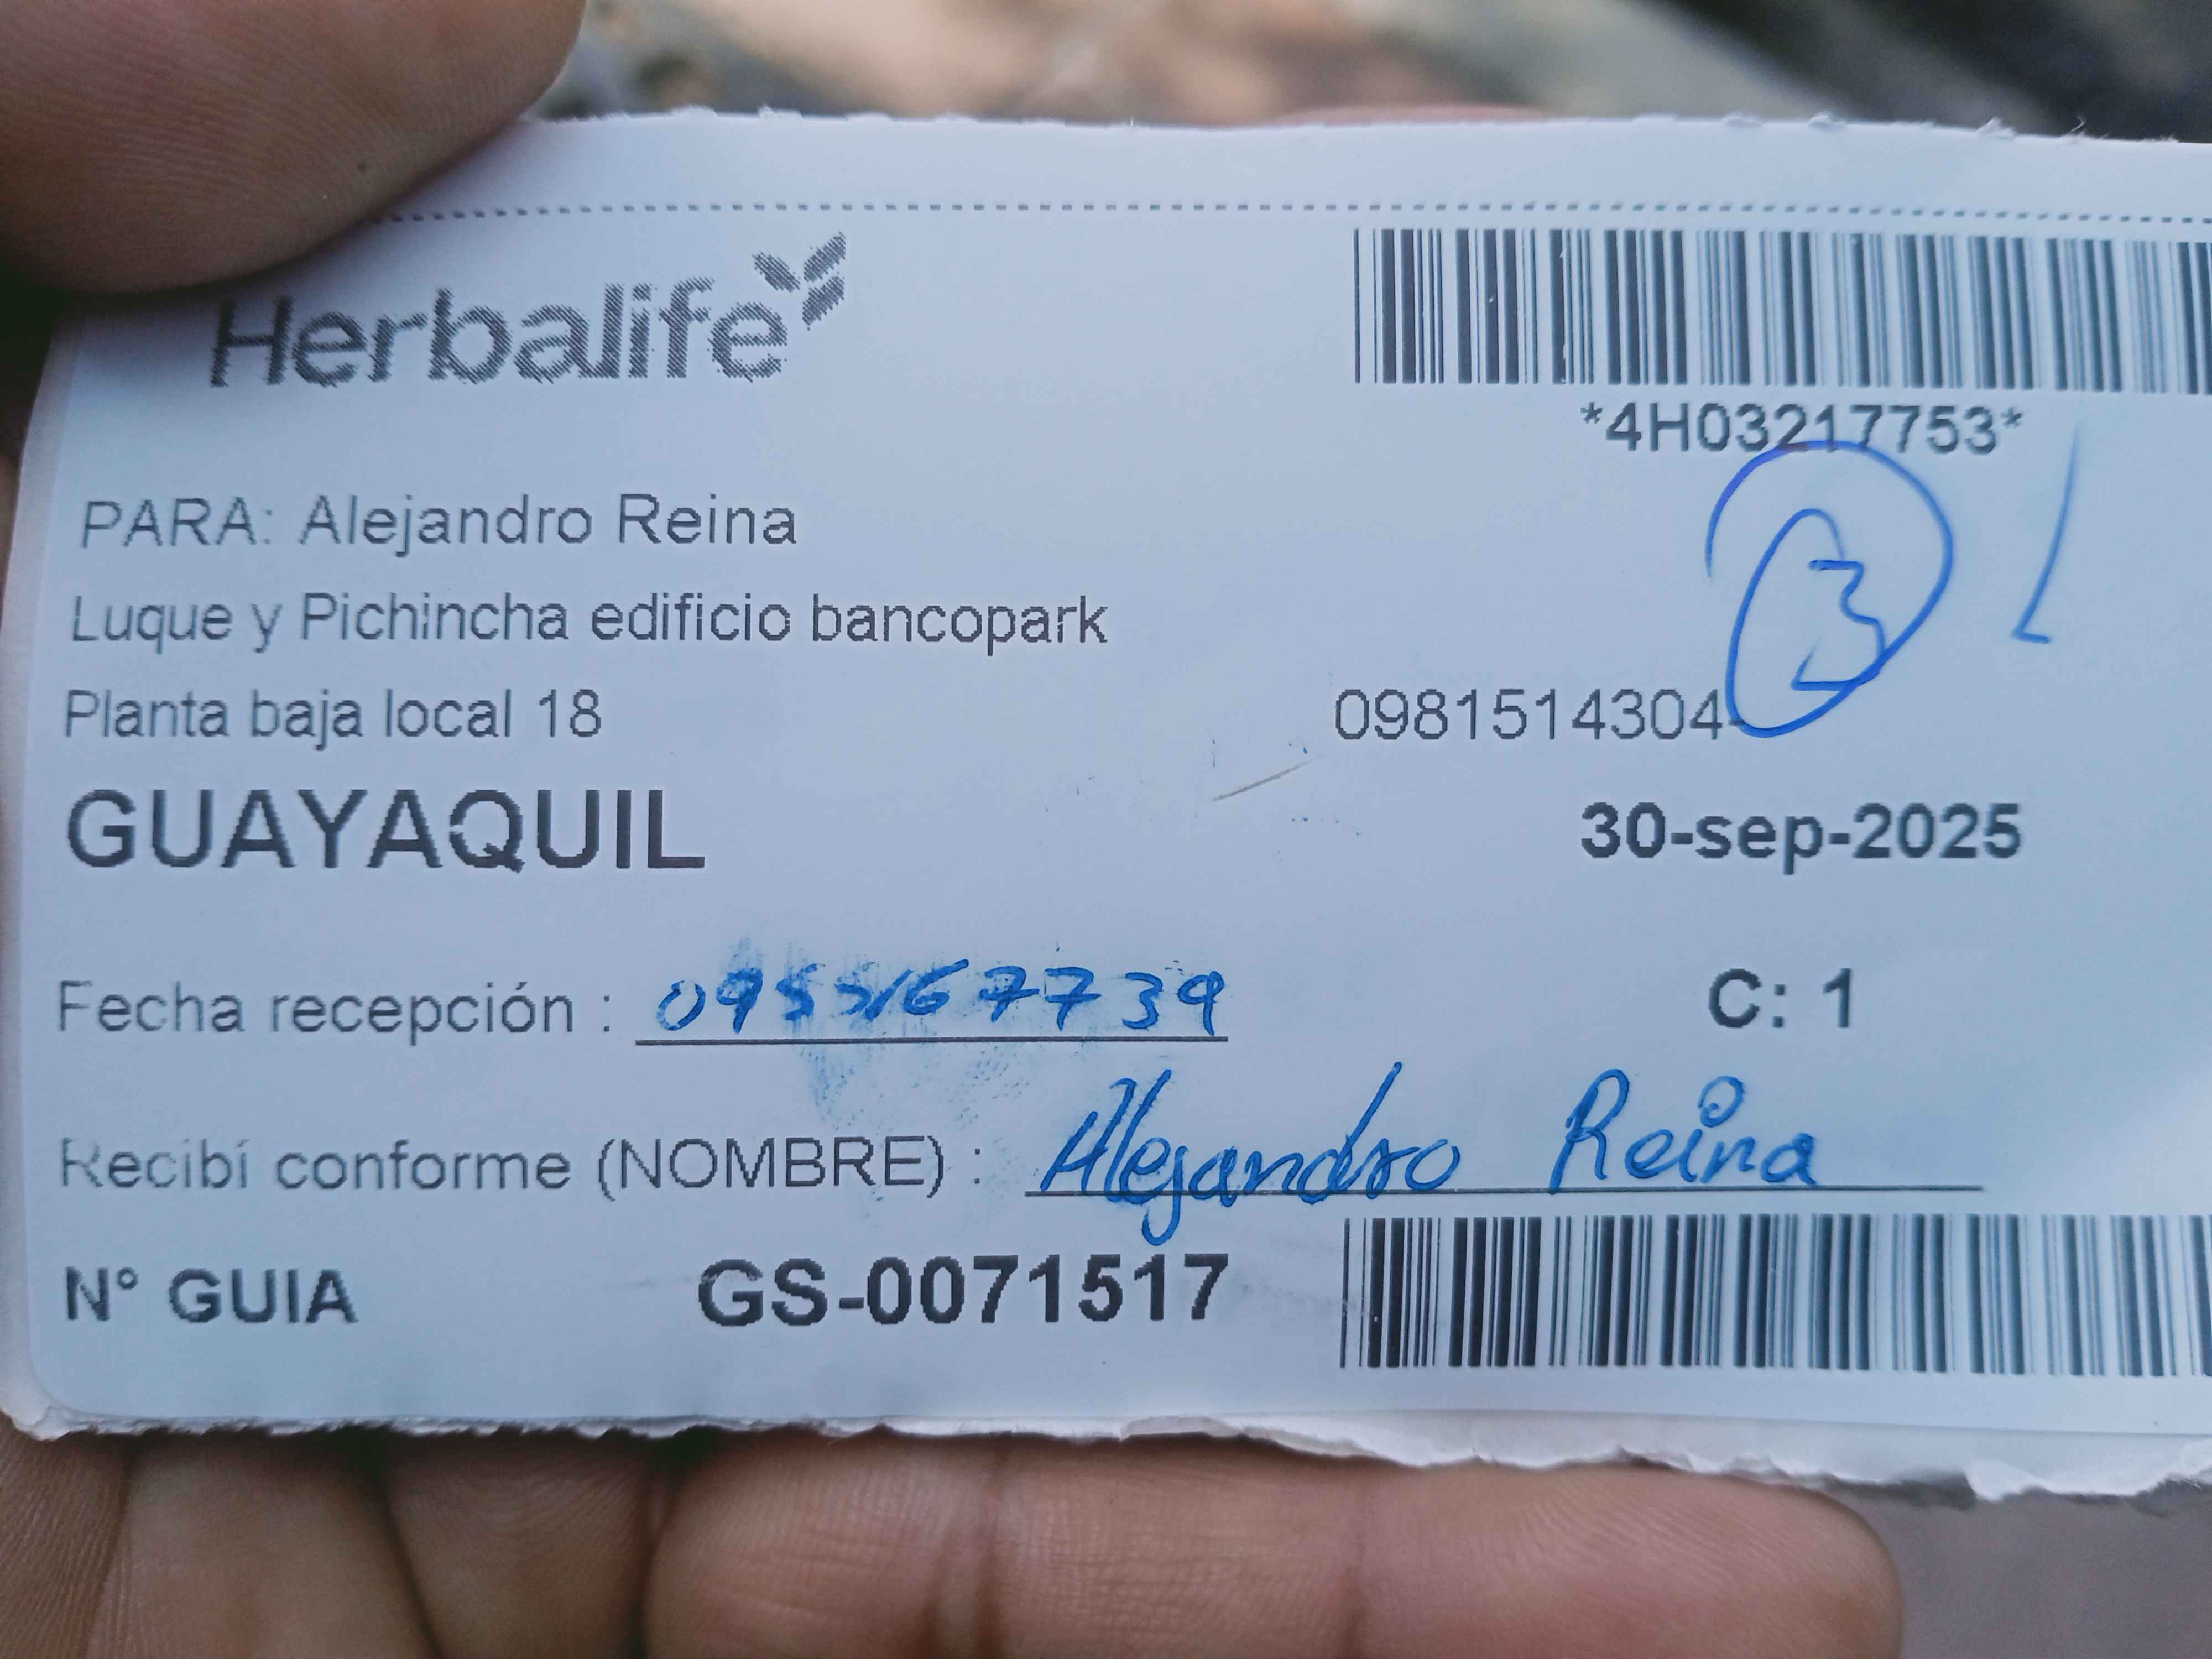 Herbalife
*4H03217753*
3
PARA: Alejandro Reina
Luque y Pichincha edificio bancopark
Planta baja local 18 0981514304-
GUAYAQUIL 30-sep-2025
Fecha recepción : C: 1
Recibí conforme (NOMBRE) : Alejandro Reina
N° GUIA GS-0071517